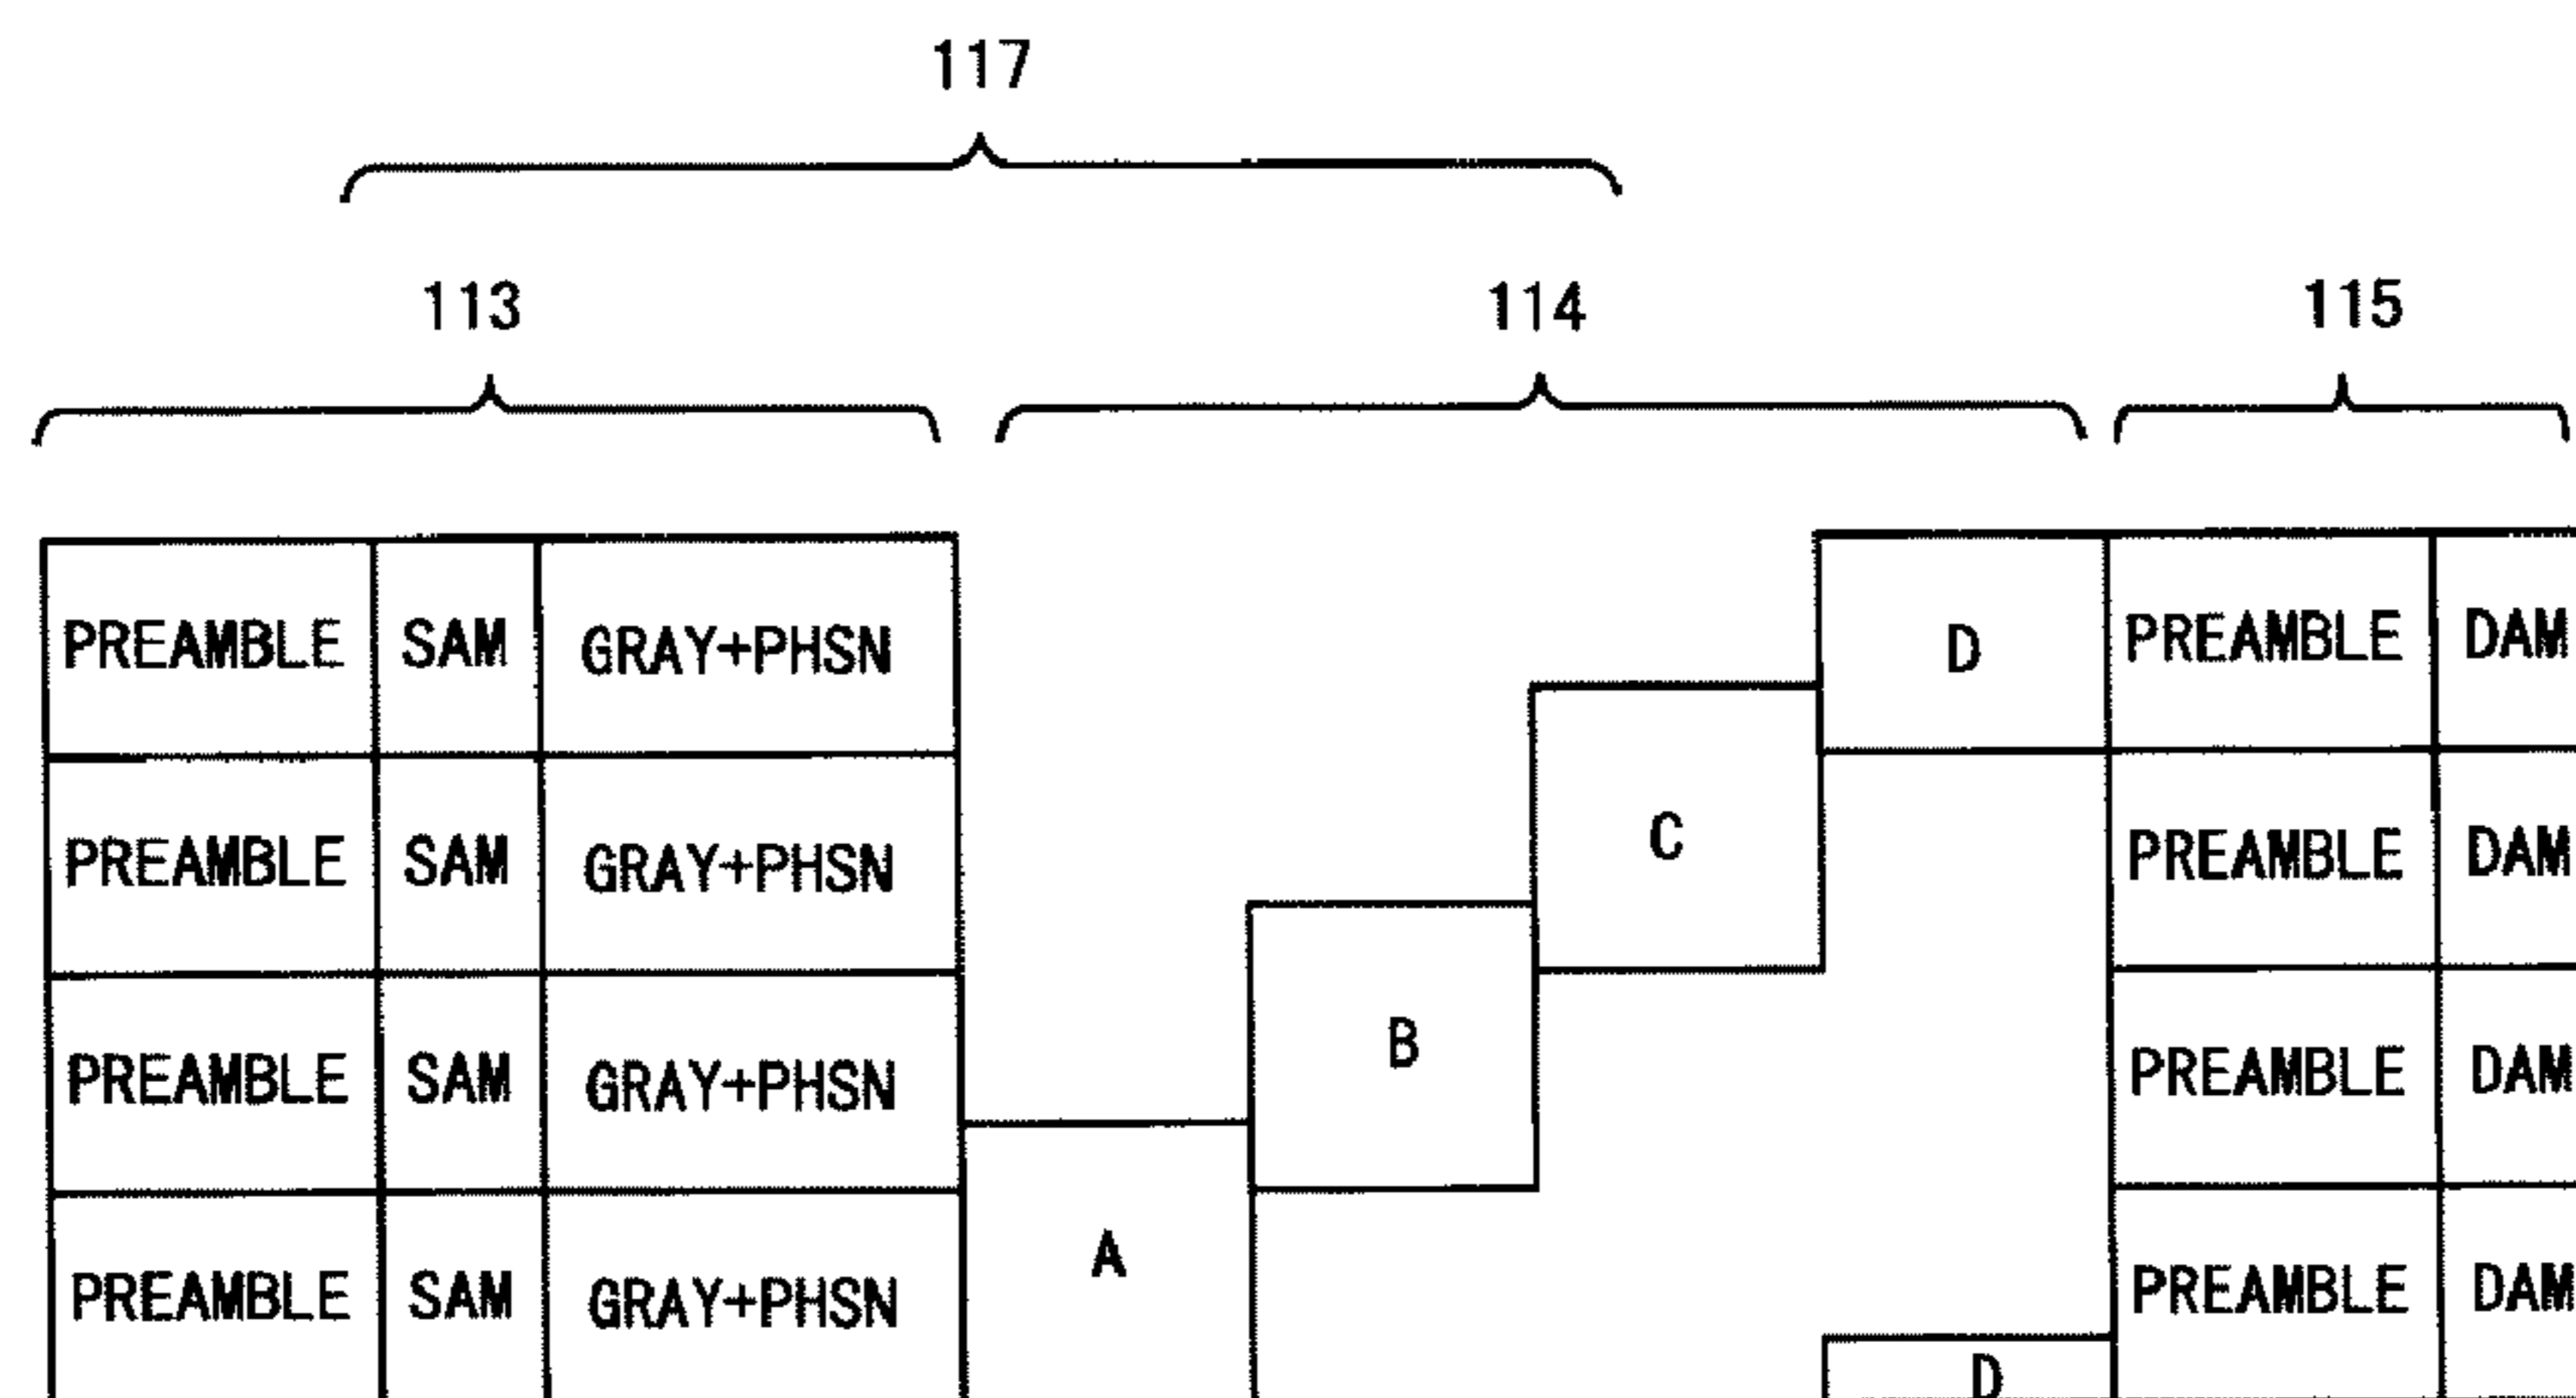 117
113 114 115
PREAMBLE SAM GRAY+PHSN D PREAMBLE DAM
C
PREAMBLE SAM GRAY+PHSN PREAMBLE DAM
B
PREAMBLE SAM GRAY+PHSN PREAMBLE DAM
A
PREAMBLE SAM GRAY+PHSN PREAMBLE DAM
D